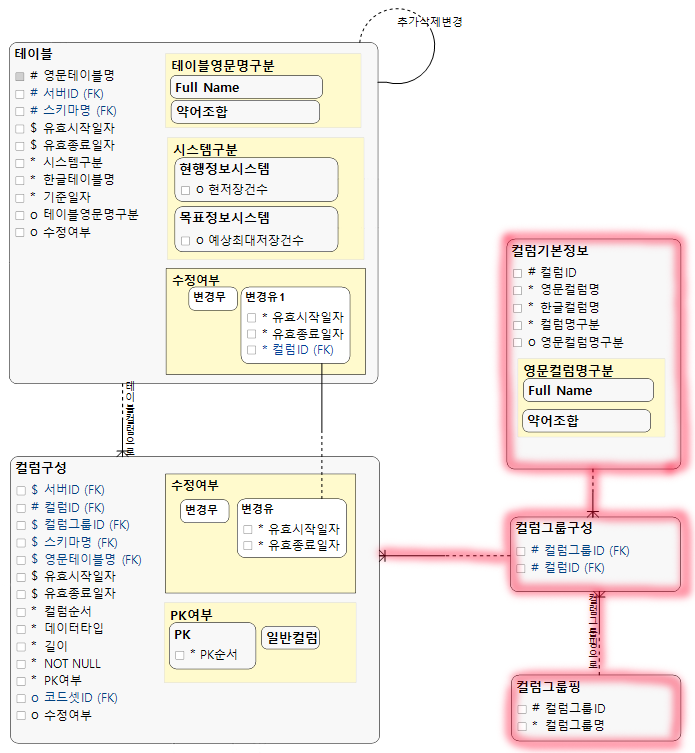 추가삭제변경
테이블
# 영문테이블명
# 서버ID (FK)
# 스키마명 (FK)
$ 유효시작일자
$ 유효종료일자
* 시스템구분
* 한글테이블명
* 기준일자
o 테이블영문명구분
o 수정여부
테이블영문명구분
Full Name
약어조합
시스템구분
현행정보시스템
o 현저장건수
목표정보시스템
o 예상최대저장건수
수정여부
변경무
변경유1
* 유효시작일자
* 유효종료일자
* 컬럼ID (FK)
컬럼기본정보
# 컬럼ID
* 영문컬럼명
* 한글컬럼명
* 컬럼명구분
o 영문컬럼명구분
영문컬럼명구분
Full Name
약어조합
컬럼구성
$ 서버ID (FK)
# 컬럼ID (FK)
$ 컬럼그룹ID (FK)
$ 스키마명 (FK)
$ 영문테이블명 (FK)
$ 유효시작일자
$ 유효종료일자
* 컬럼순서
* 데이터타입
* 길이
* NOT NULL
* PK여부
o 코드셋ID (FK)
o 수정여부
수정여부
변경무
변경유
* 유효시작일자
* 유효종료일자
PK여부
PK
* PK순서
일반컬럼
컬럼그룹구성
# 컬럼그룹ID (FK)
# 컬럼ID (FK)
컬럼그룹핑
# 컬럼그룹ID
* 컬럼그룹명